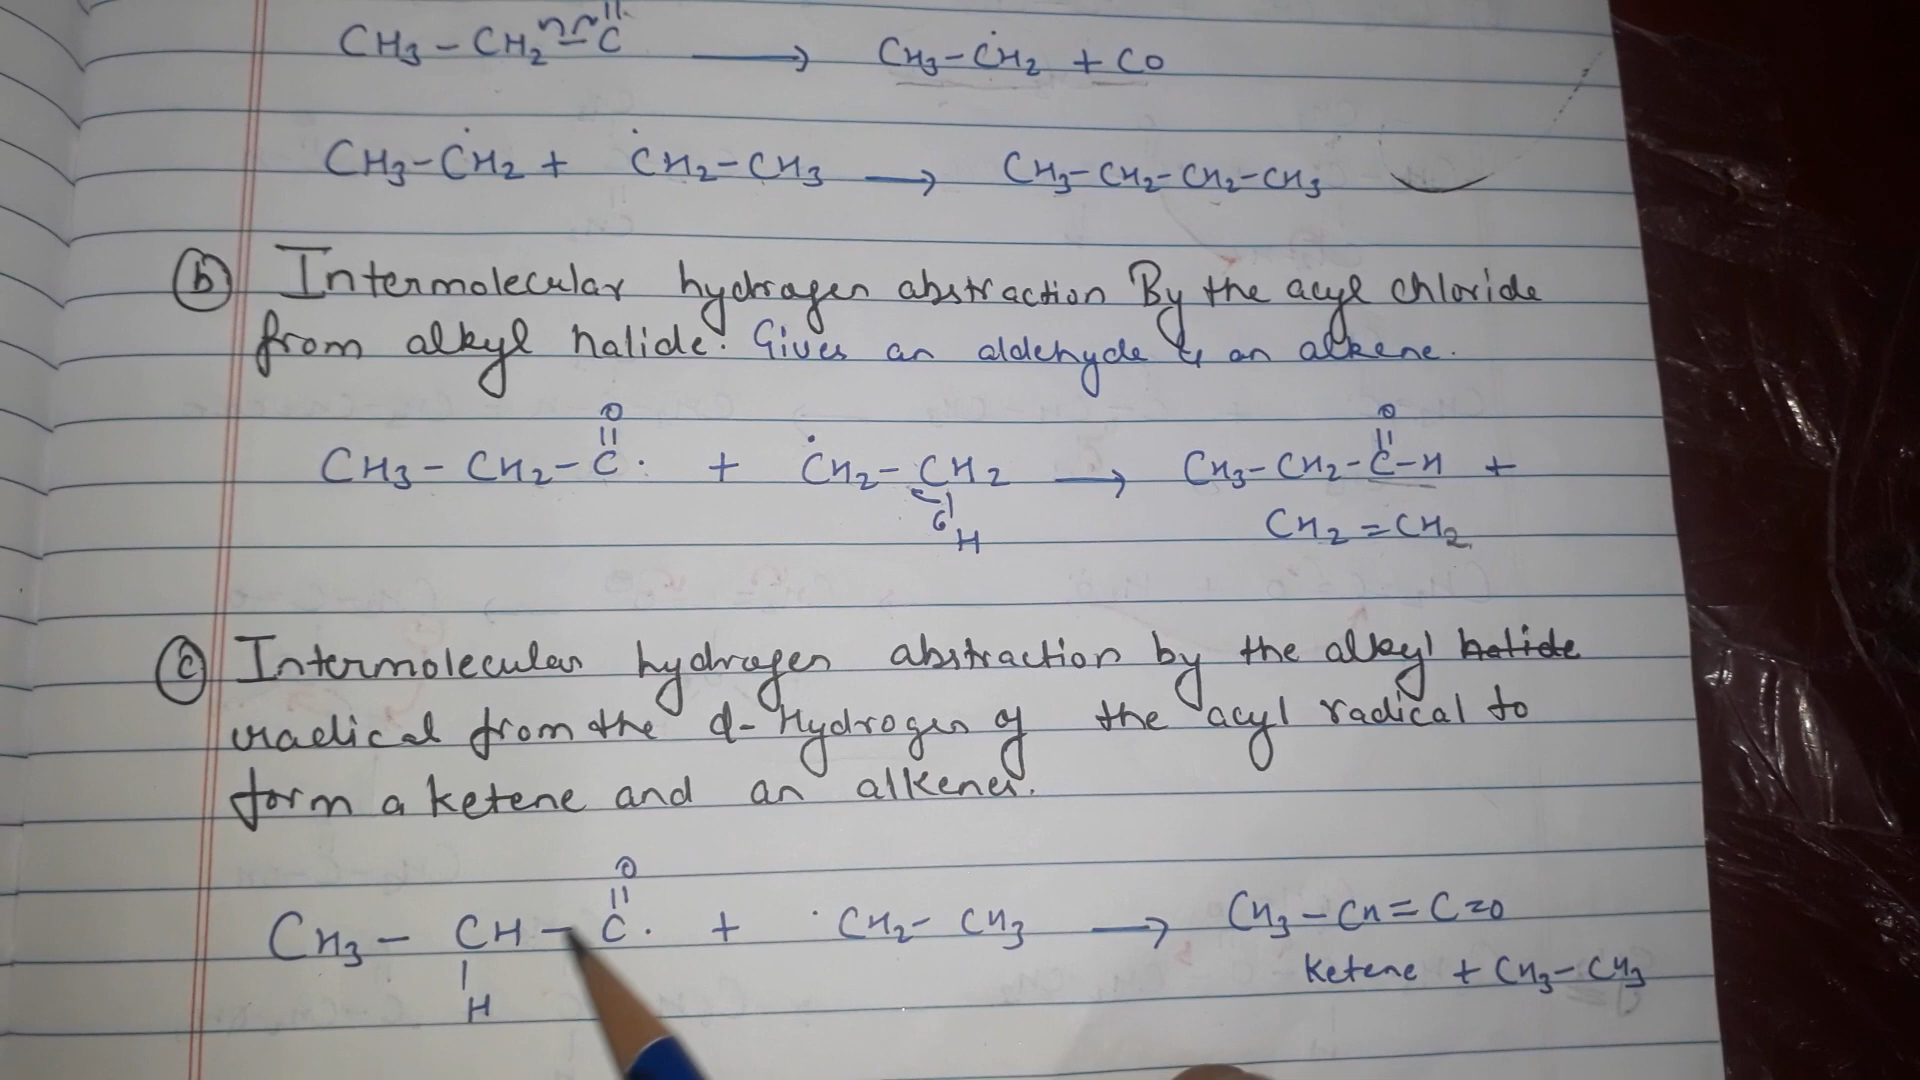 CH₃ – CH₂ – C ⟶ CH₃–ĊH₂ + CO
CH₃–ĊH₂ + ĊH₂–CH₃ ⟶ CH₃–CH₂–CH₂–CH₃
(b) Intermolecular hydrogen abstraction By the acyl chloride
from alkyl halide. Gives an aldehyde & an alkene.
O O
|| ||
CH₃ – CH₂ – C· + ĊH₂ – CH₂ ⟶ CH₃–CH₂–C–H +
|
H CH₂=CH₂
(c) Intermolecular hydrogen abstraction by the alkyl halide
radical from the α-Hydrogen of the acyl radical to
form a ketene and an alkene.
O
||
CH₃ – CH – C· + ·CH₂– CH₃ ⟶ CH₃–CH=C=O
|
H Ketene + CH₃–CH₃